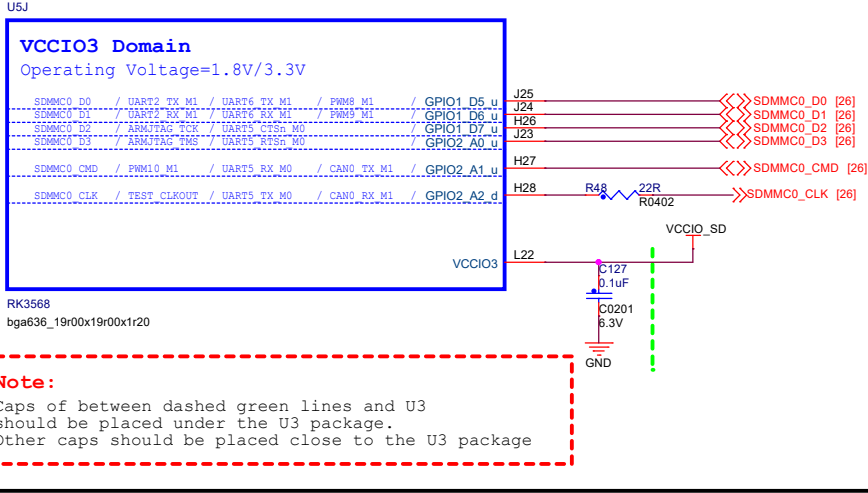 U5J
VCCIO3 Domain
Operating Voltage=1.8V/3.3V
SDMMC0_D0 / UART2_TX_M1 / UART6_TX_M1 / PWM8_M1 / GPIO1_D5_u J25 SDMMC0_D0 [26]
SDMMC0_D1 / UART2_RX_M1 / UART6_RX_M1 / PWM9_M1 / GPIO1_D6_u J24 SDMMC0_D1 [26]
SDMMC0_D2 / ARMJTAG_TCK / UART5_CTSn_M0 / GPIO1_D7_u H26 SDMMC0_D2 [26]
SDMMC0_D3 / ARMJTAG_TMS / UART5_RTSn_M0 / GPIO2_A0_u J23 SDMMC0_D3 [26]
SDMMC0_CMD / PWM10_M1 / UART5_RX_M0 / CAN0_TX_M1 / GPIO2_A1_u H27 SDMMC0_CMD [26]
SDMMC0_CLK / TEST_CLKOUT / UART5_TX_M0 / CAN0_RX_M1 / GPIO2_A2_d H28 R48 22R SDMMC0_CLK [26]
R0402
VCCIO_SD
VCCIO3 L22
C127
0.1uF
C0201
6.3V
GND
RK3568
bga636_19r00x19r00x1r20
Note:
Caps of between dashed green lines and U3
should be placed under the U3 package.
Other caps should be placed close to the U3 package